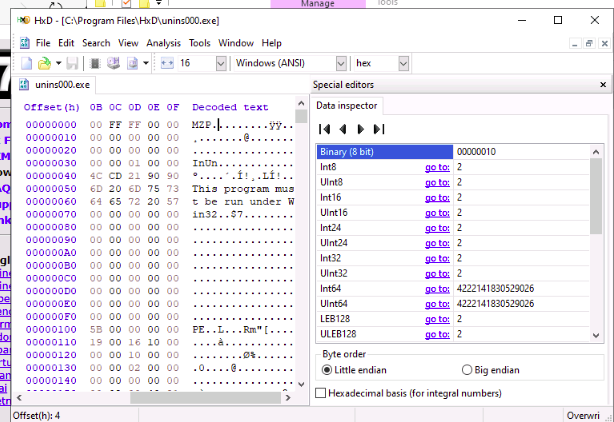 Manage
Tools
HxD - [C:\Program Files\HxD\unins000.exe]
File Edit Search View Analysis Tools Window Help
16 Windows (ANSI) hex
unins000.exe
Special editors
Offset(h) 0B 0C 0D 0E 0F Decoded text
00000000 00 FF FF 00 00 MZP.........ÿÿ..
00000010 00 00 00 00 00 ¸.......@.......
00000020 00 00 00 00 00 ................
00000030 00 00 01 00 00 InUn............
00000040 4C CD 21 90 90 º....´.Í!¸.LÍ!..
00000050 6D 20 6D 75 73 This program mus
00000060 64 65 72 20 57 t be run under W
00000070 00 00 00 00 00 in32..$7........
00000080 00 00 00 00 00 ................
00000090 00 00 00 00 00 ................
000000A0 00 00 00 00 00 ................
000000B0 00 00 00 00 00 ................
000000C0 00 00 00 00 00 ................
000000D0 00 00 00 00 00 ................
000000E0 00 00 00 00 00 ................
000000F0 00 00 00 00 00 ................
00000100 5B 00 00 00 00 PE..L...Rm"[....
00000110 19 00 16 10 00
00000120 00 00 10 00 00
00000130 00 00 02 00 00
00000140 00 00 00 00 00
Data inspector
Binary (8 bit) 00000010
Int8 go to: 2
UInt8 go to: 2
Int16 go to: 2
UInt16 go to: 2
Int24 go to: 2
UInt24 go to: 2
Int32 go to: 2
UInt32 go to: 2
Int64 go to: 4222141830529026
UInt64 go to: 4222141830529026
LEB128 go to: 2
ULEB128 go to: 2
Byte order
Little endian Big endian
Hexadecimal basis (for integral numbers)
Offset(h): 4 Overwri